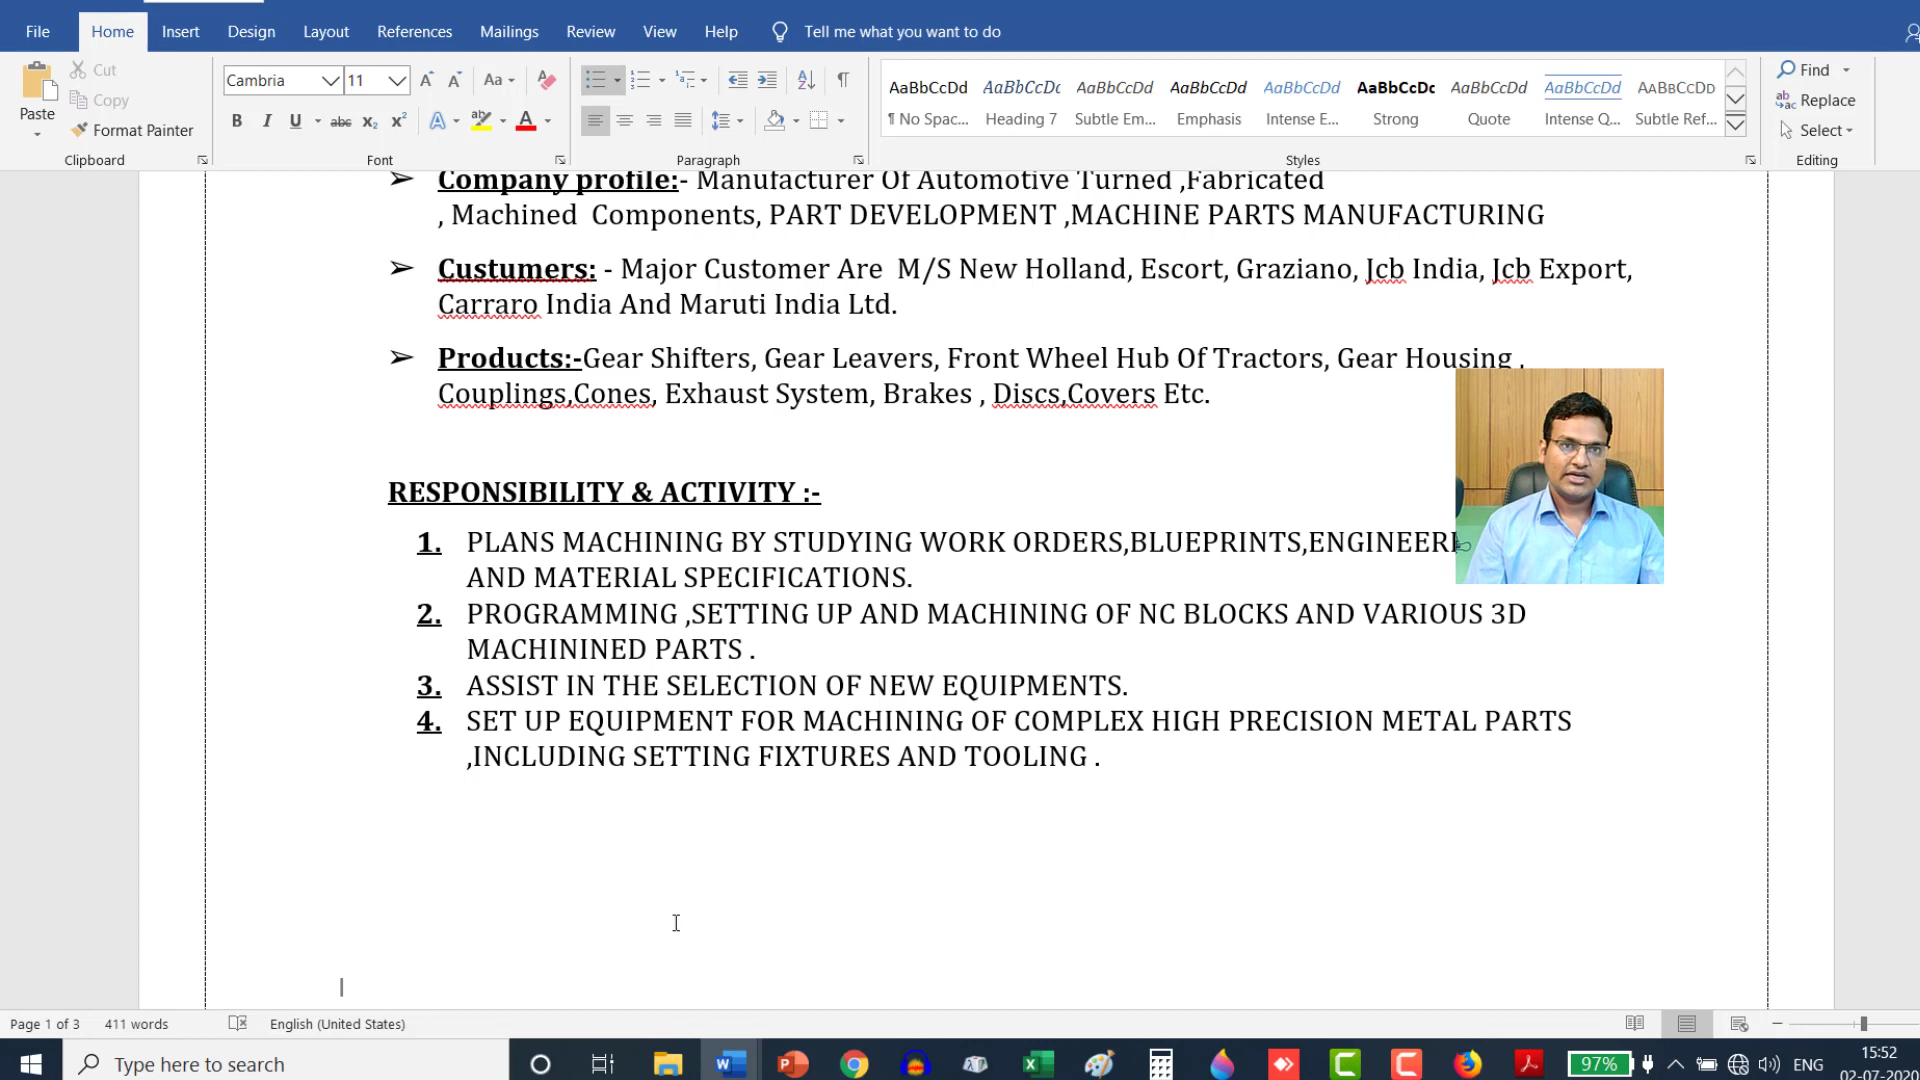 File Home Insert Design Layout References Mailings Review View Help Tell me what you want to do
Paste
Cut
Copy
Format Painter
Clipboard
Cambria 11
Font
Paragraph
AaBbCcDd AaBbCcDc AaBbCcDd AaBbCcDd AaBbCcDd AaBbCcDc AaBbCcDd AaBbCcDd AaBbCcDd
¶ No Spac... Heading 7 Subtle Em... Emphasis Intense E... Strong Quote Intense Q... Subtle Ref...
Styles
Find
Replace
Select
Editing
➢ Company profile:- Manufacturer Of Automotive Turned ,Fabricated
, Machined Components, PART DEVELOPMENT ,MACHINE PARTS MANUFACTURING
➢ Custumers: - Major Customer Are M/S New Holland, Escort, Graziano, Jcb India, Jcb Export,
Carraro India And Maruti India Ltd.
➢ Products:-Gear Shifters, Gear Leavers, Front Wheel Hub Of Tractors, Gear Housing ,
Couplings,Cones, Exhaust System, Brakes , Discs,Covers Etc.
RESPONSIBILITY & ACTIVITY :-
1. PLANS MACHINING BY STUDYING WORK ORDERS,BLUEPRINTS,
AND MATERIAL SPECIFICATIONS.
2. PROGRAMMING ,SETTING UP AND MACHINING OF NC BLOCKS AND VARIOUS 3D
MACHININED PARTS .
3. ASSIST IN THE SELECTION OF NEW EQUIPMENTS.
4. SET UP EQUIPMENT FOR MACHINING OF COMPLEX HIGH PRECISION METAL PARTS
,INCLUDING SETTING FIXTURES AND TOOLING .
Page 1 of 3 411 words English (United States)
Type here to search
97% ENG
15:52
02-07-2020